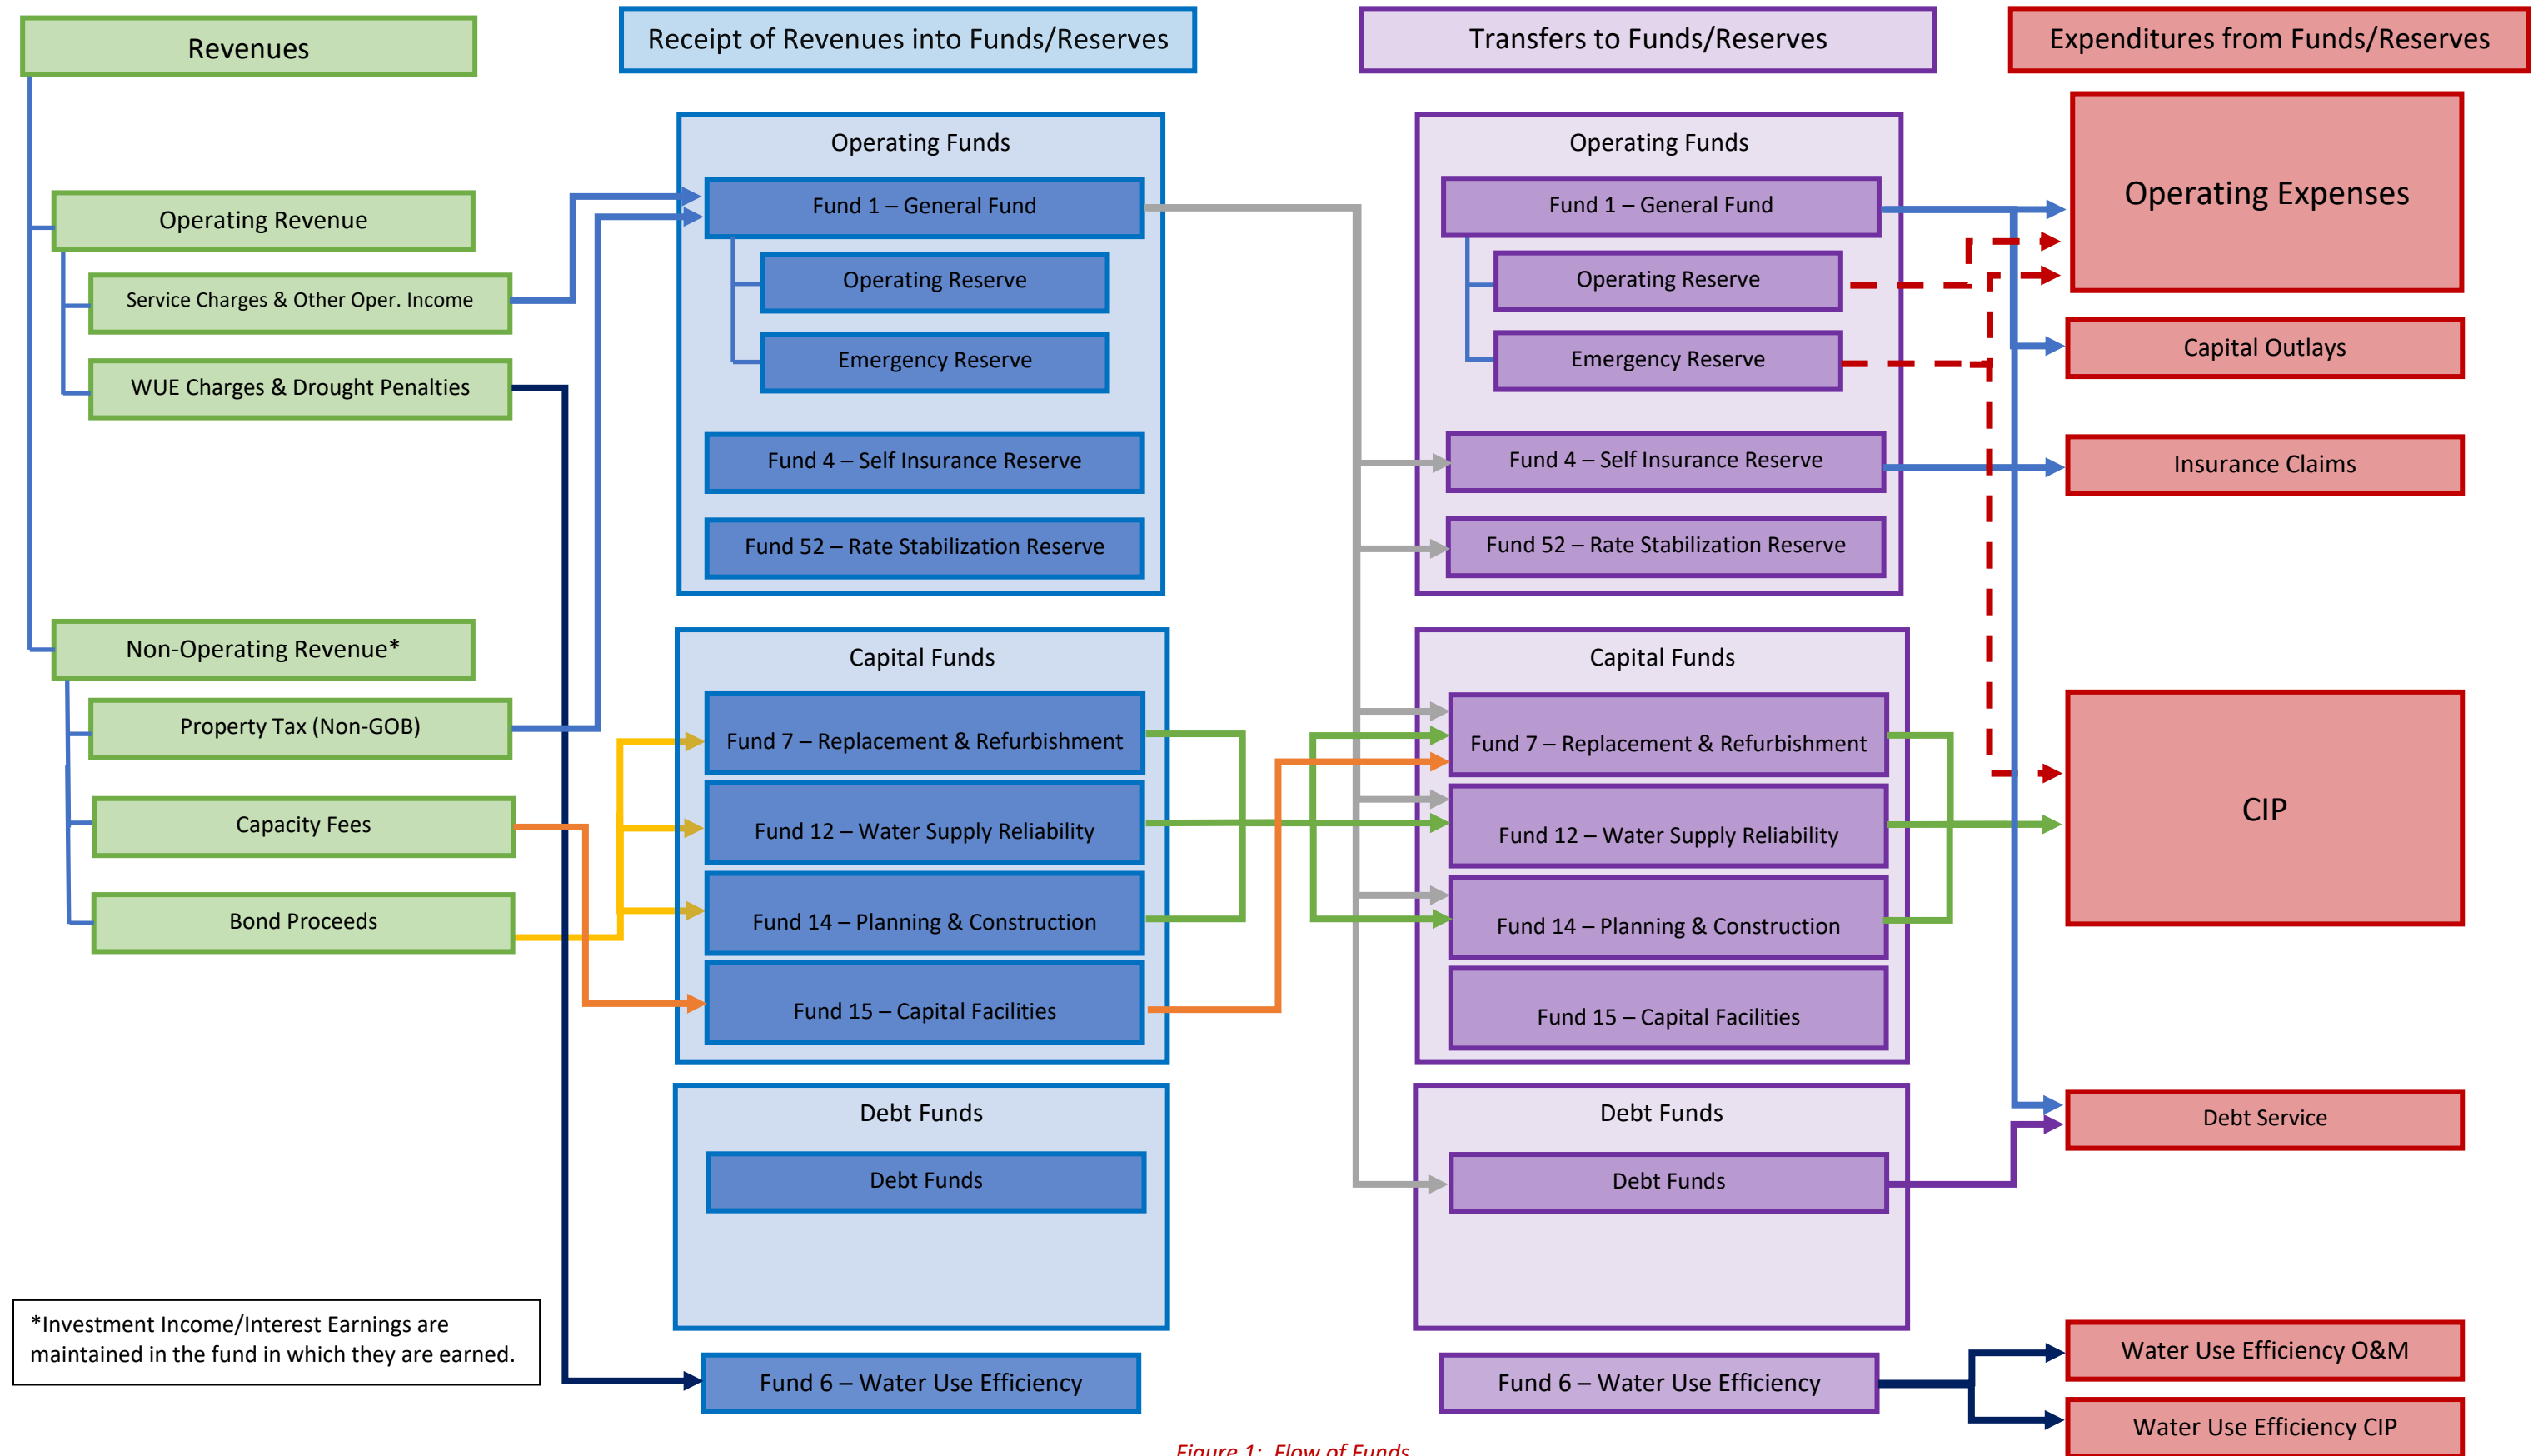 Revenues
Receipt of Revenues into Funds/Reserves
Transfers to Funds/Reserves
Expenditures from Funds/Reserves
Operating Revenue
Service Charges & Other Oper. Income
WUE Charges & Drought Penalties
Non-Operating Revenue*
Property Tax (Non-GOB)
Capacity Fees
Bond Proceeds
*Investment Income/Interest Earnings are
maintained in the fund in which they are earned.
Operating Funds
Fund 1 – General Fund
Operating Reserve
Emergency Reserve
Fund 4 – Self Insurance Reserve
Fund 52 – Rate Stabilization Reserve
Capital Funds
Fund 7 – Replacement & Refurbishment
Fund 12 – Water Supply Reliability
Fund 14 – Planning & Construction
Fund 15 – Capital Facilities
Debt Funds
Debt Funds
Fund 6 – Water Use Efficiency
Operating Funds
Fund 1 – General Fund
Operating Reserve
Emergency Reserve
Fund 4 – Self Insurance Reserve
Fund 52 – Rate Stabilization Reserve
Capital Funds
Fund 7 – Replacement & Refurbishment
Fund 12 – Water Supply Reliability
Fund 14 – Planning & Construction
Fund 15 – Capital Facilities
Debt Funds
Debt Funds
Fund 6 – Water Use Efficiency
Operating Expenses
Capital Outlays
Insurance Claims
CIP
Debt Service
Water Use Efficiency O&M
Water Use Efficiency CIP
Figure 1: Flow of Funds